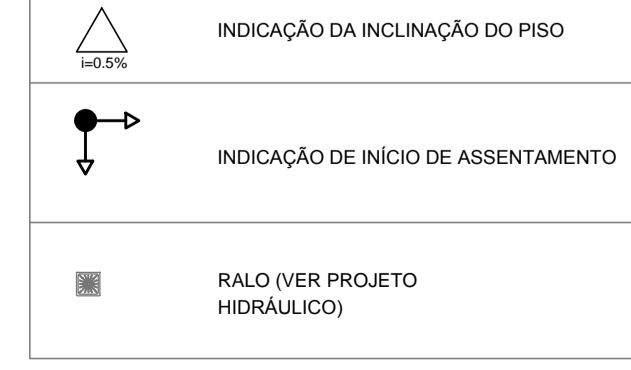 INDICAÇÃO DA INCLINAÇÃO DO PISO
i=0.5%
INDICAÇÃO DE INÍCIO DE ASSENTAMENTO
RALO (VER PROJETO
HIDRÁULICO)